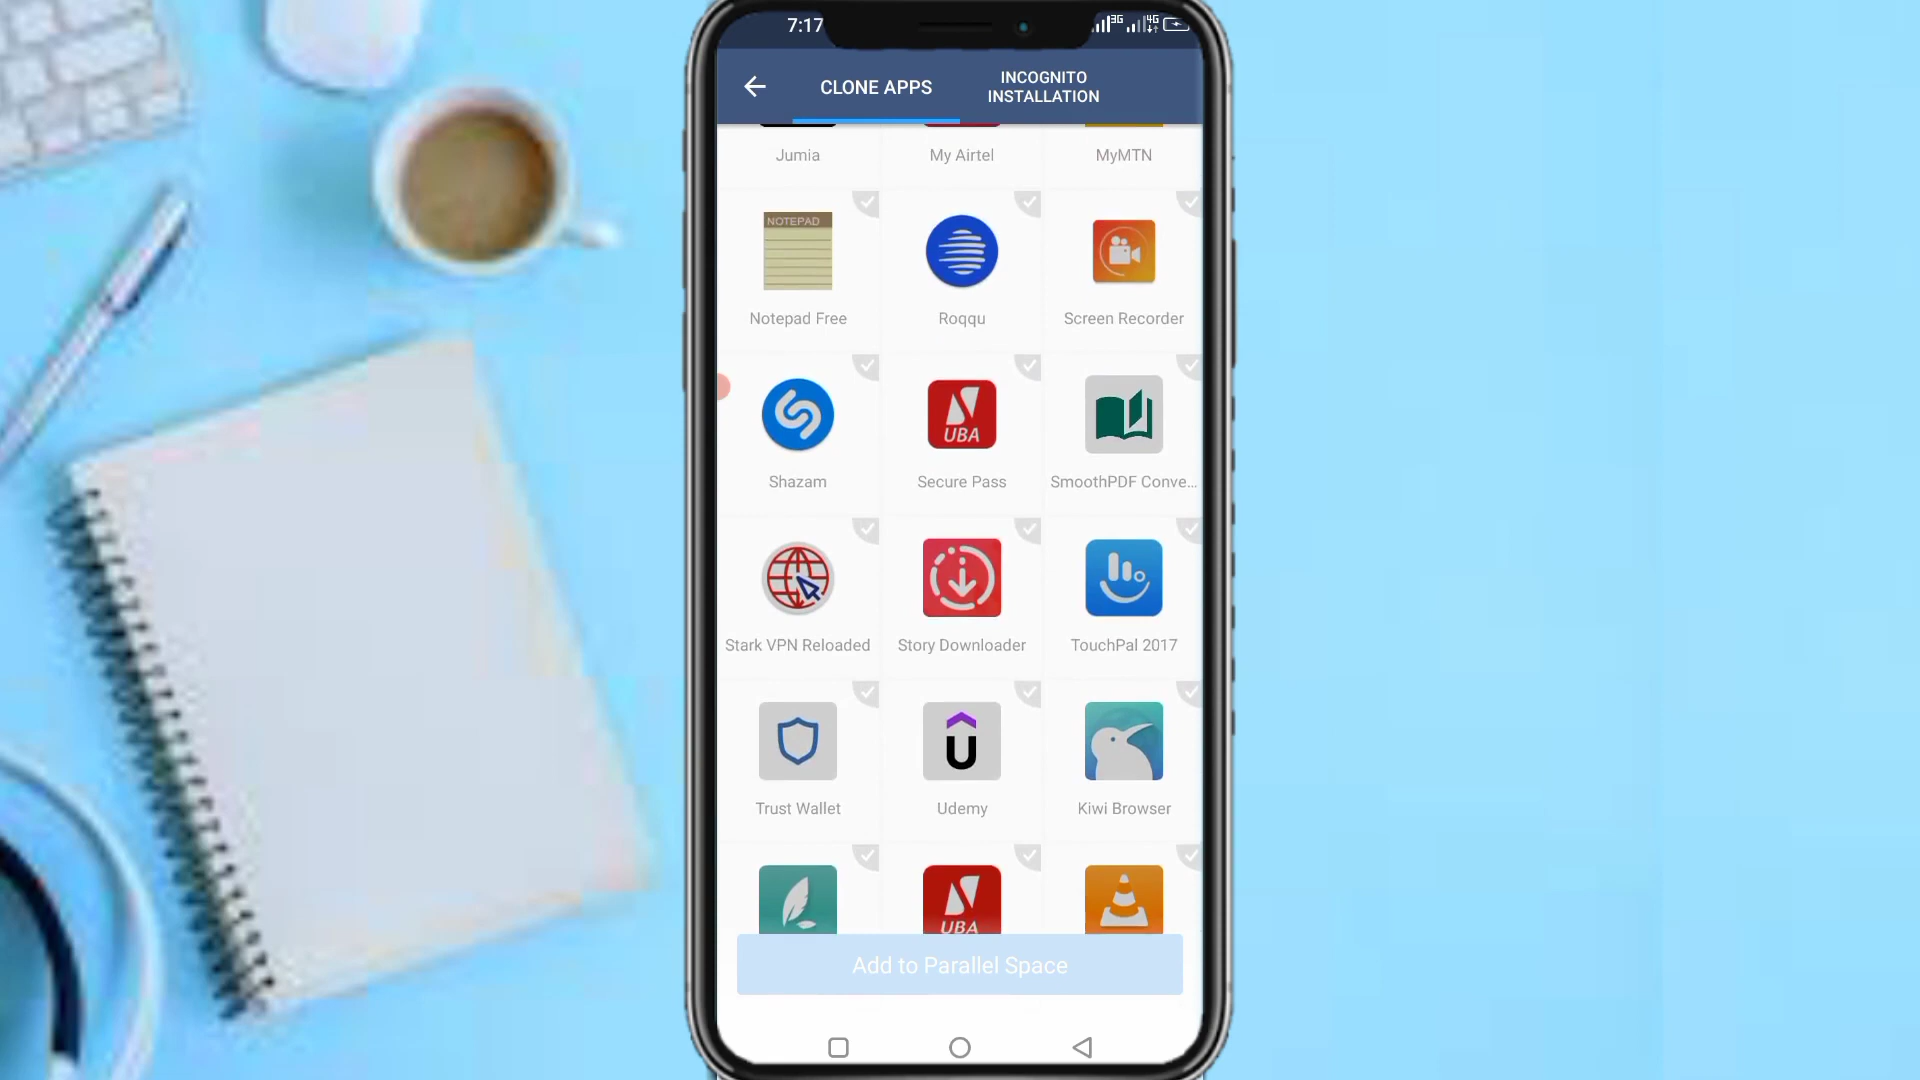 7:17
3G
4G
CLONE APPS
INCOGNITO
INSTALLATION
Jumia
My Airtel
MyMTN
NOTEPAD
Notepad Free
Roqqu
Screen Recorder
UBA
Shazam
Secure Pass
SmoothPDF Conve...
Stark VPN Reloaded
Story Downloader
TouchPal 2017
Trust Wallet
Udemy
Kiwi Browser
UBA
Add to Parallel Space